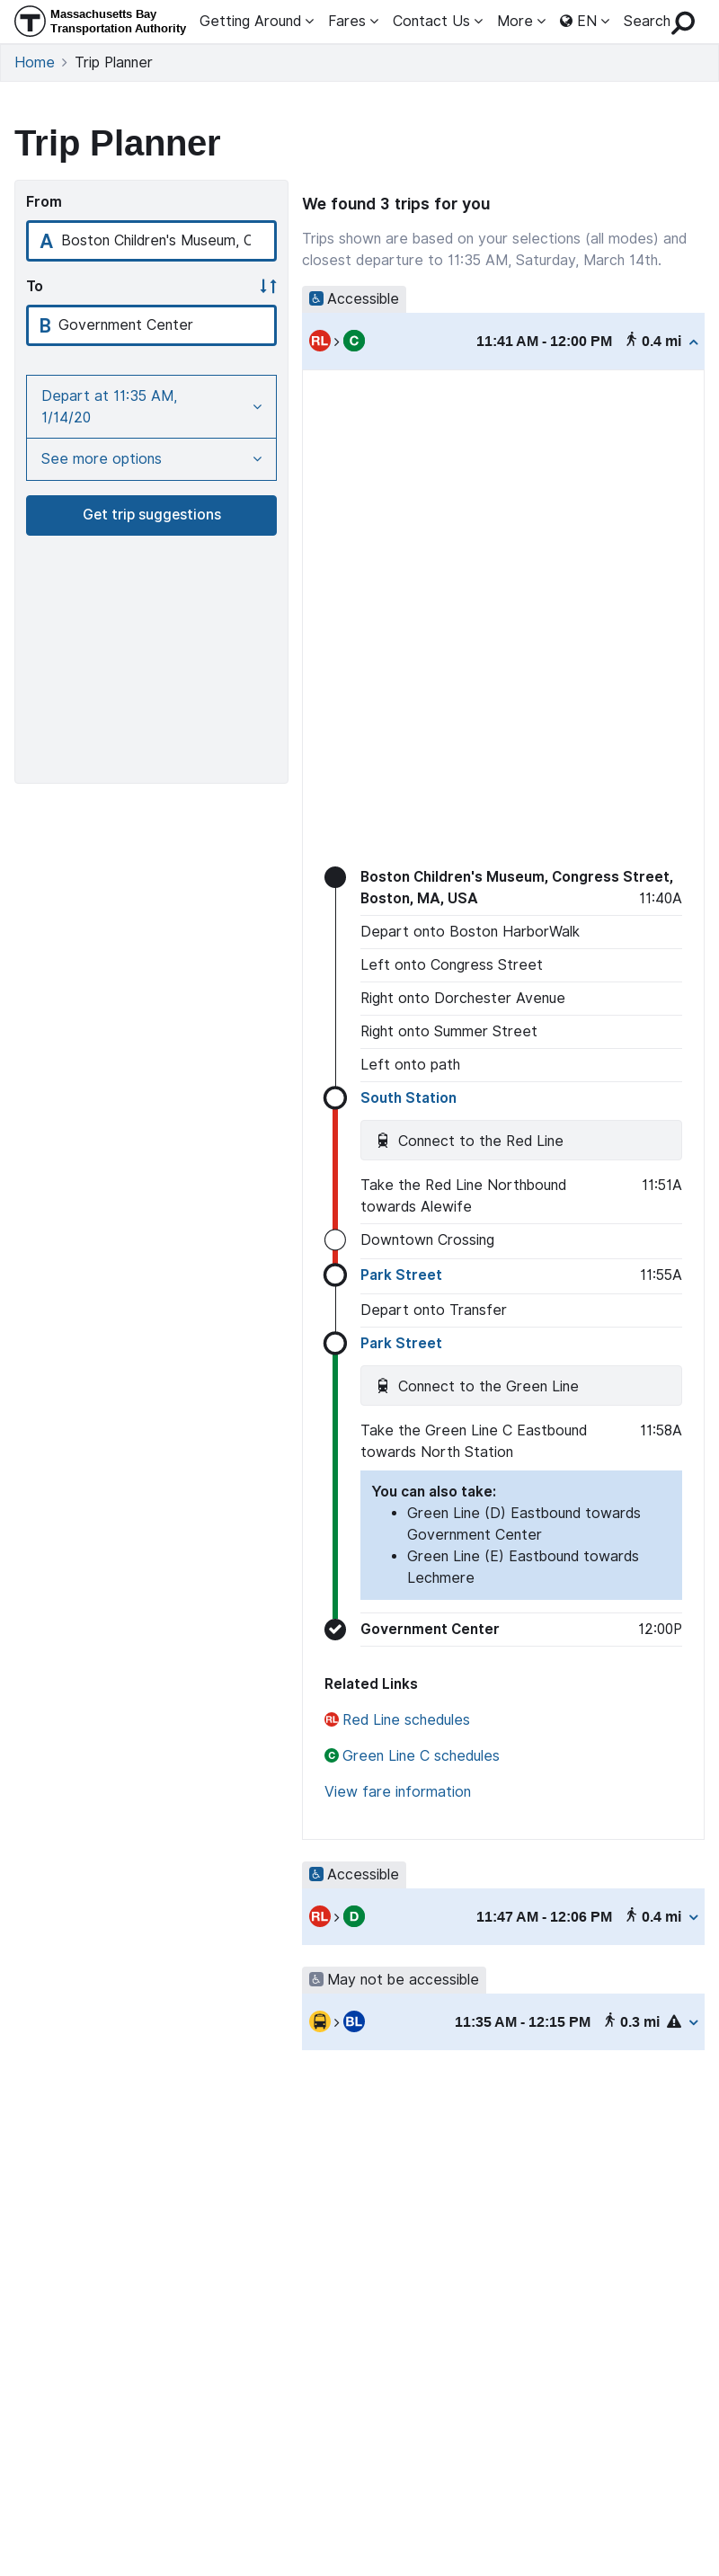 Massachusetts Bay
Transportation Authority
Getting Around Fares Contact Us More EN Search
Home > Trip Planner
Trip Planner
From
A Boston Children's Museum, C
To
B Government Center
Depart at 11:35 AM,
1/14/20
See more options
Get trip suggestions
We found 3 trips for you
Trips shown are based on your selections (all modes) and
closest departure to 11:35 AM, Saturday, March 14th.
Accessible
RL > C 11:41 AM - 12:00 PM 0.4 mi
Boston Children's Museum, Congress Street,
Boston, MA, USA 11:40A
Depart onto Boston HarborWalk
Left onto Congress Street
Right onto Dorchester Avenue
Right onto Summer Street
Left onto path
South Station
Connect to the Red Line
Take the Red Line Northbound 11:51A
towards Alewife
Downtown Crossing
Park Street 11:55A
Depart onto Transfer
Park Street
Connect to the Green Line
Take the Green Line C Eastbound 11:58A
towards North Station
You can also take:
• Green Line (D) Eastbound towards
Government Center
• Green Line (E) Eastbound towards
Lechmere
Government Center 12:00P
Related Links
RL Red Line schedules
C Green Line C schedules
View fare information
Accessible
RL > D 11:47 AM - 12:06 PM 0.4 mi
May not be accessible
> BL 11:35 AM - 12:15 PM 0.3 mi